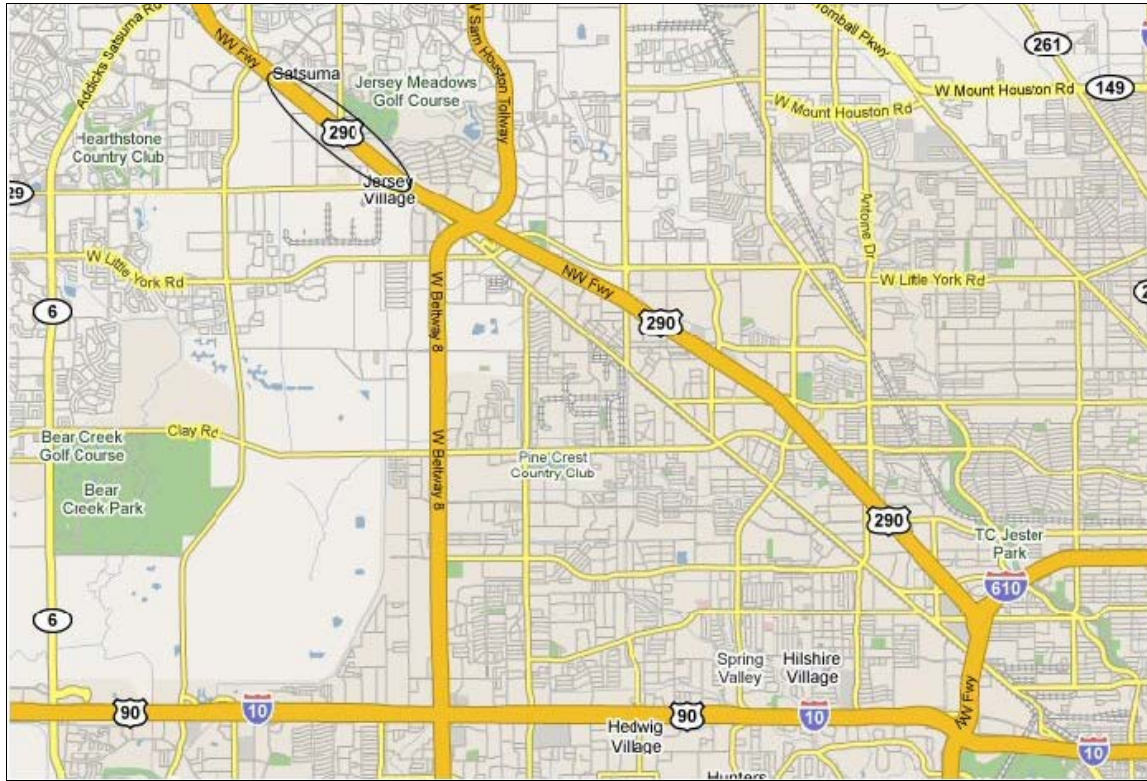 Addicks Satsuma Rd
NW Fwy
W Sam Houston Tollway
Tomball Pkwy
261
Satsuma
Jersey Meadows
Golf Course
W Mount Houston Rd
149
W Mount Houston Rd
290
Hearthstone
Country Club
Jersey
Village
29
Antoine Dr
W Little York Rd
W Beltway 8
NW Fwy
W Little York Rd
6
290
Clay Rd
Bear Creek
Golf Course
W Beltway 8
Pine Crest
Country Club
Bear
Creek Park
290
TC Jester
Park
610
6
Spring
Valley
Hilshire
Village
NW Fwy
90
10
Hedwig
Village
90
10
10
Hunters